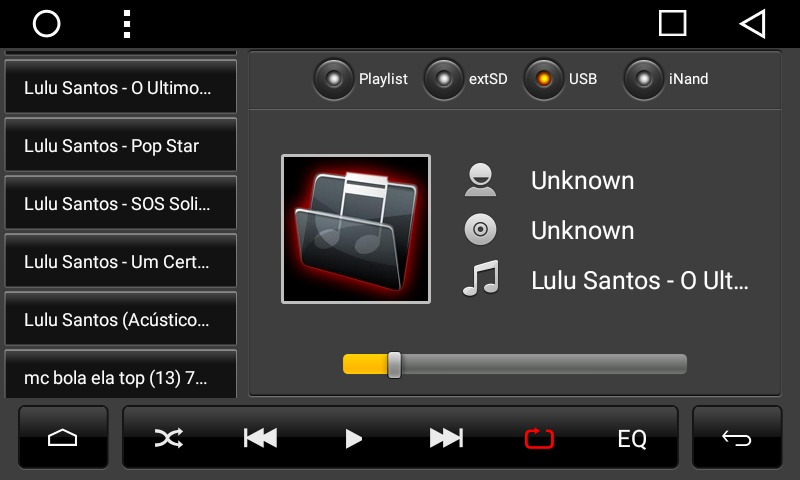 Lulu Santos - O Ultimo...
Lulu Santos - Pop Star
Lulu Santos - SOS Soli...
Lulu Santos - Um Cert...
Lulu Santos (Acústico...
mc bola ela top (13) 7...
Playlist
extSD
USB
iNand
Unknown
Unknown
Lulu Santos - O Ult...
EQ